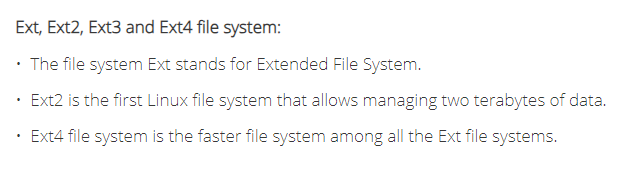 Ext, Ext2, Ext3 and Ext4 file system:
• The file system Ext stands for Extended File System.
• Ext2 is the first Linux file system that allows managing two terabytes of data.
• Ext4 file system is the faster file system among all the Ext file systems.